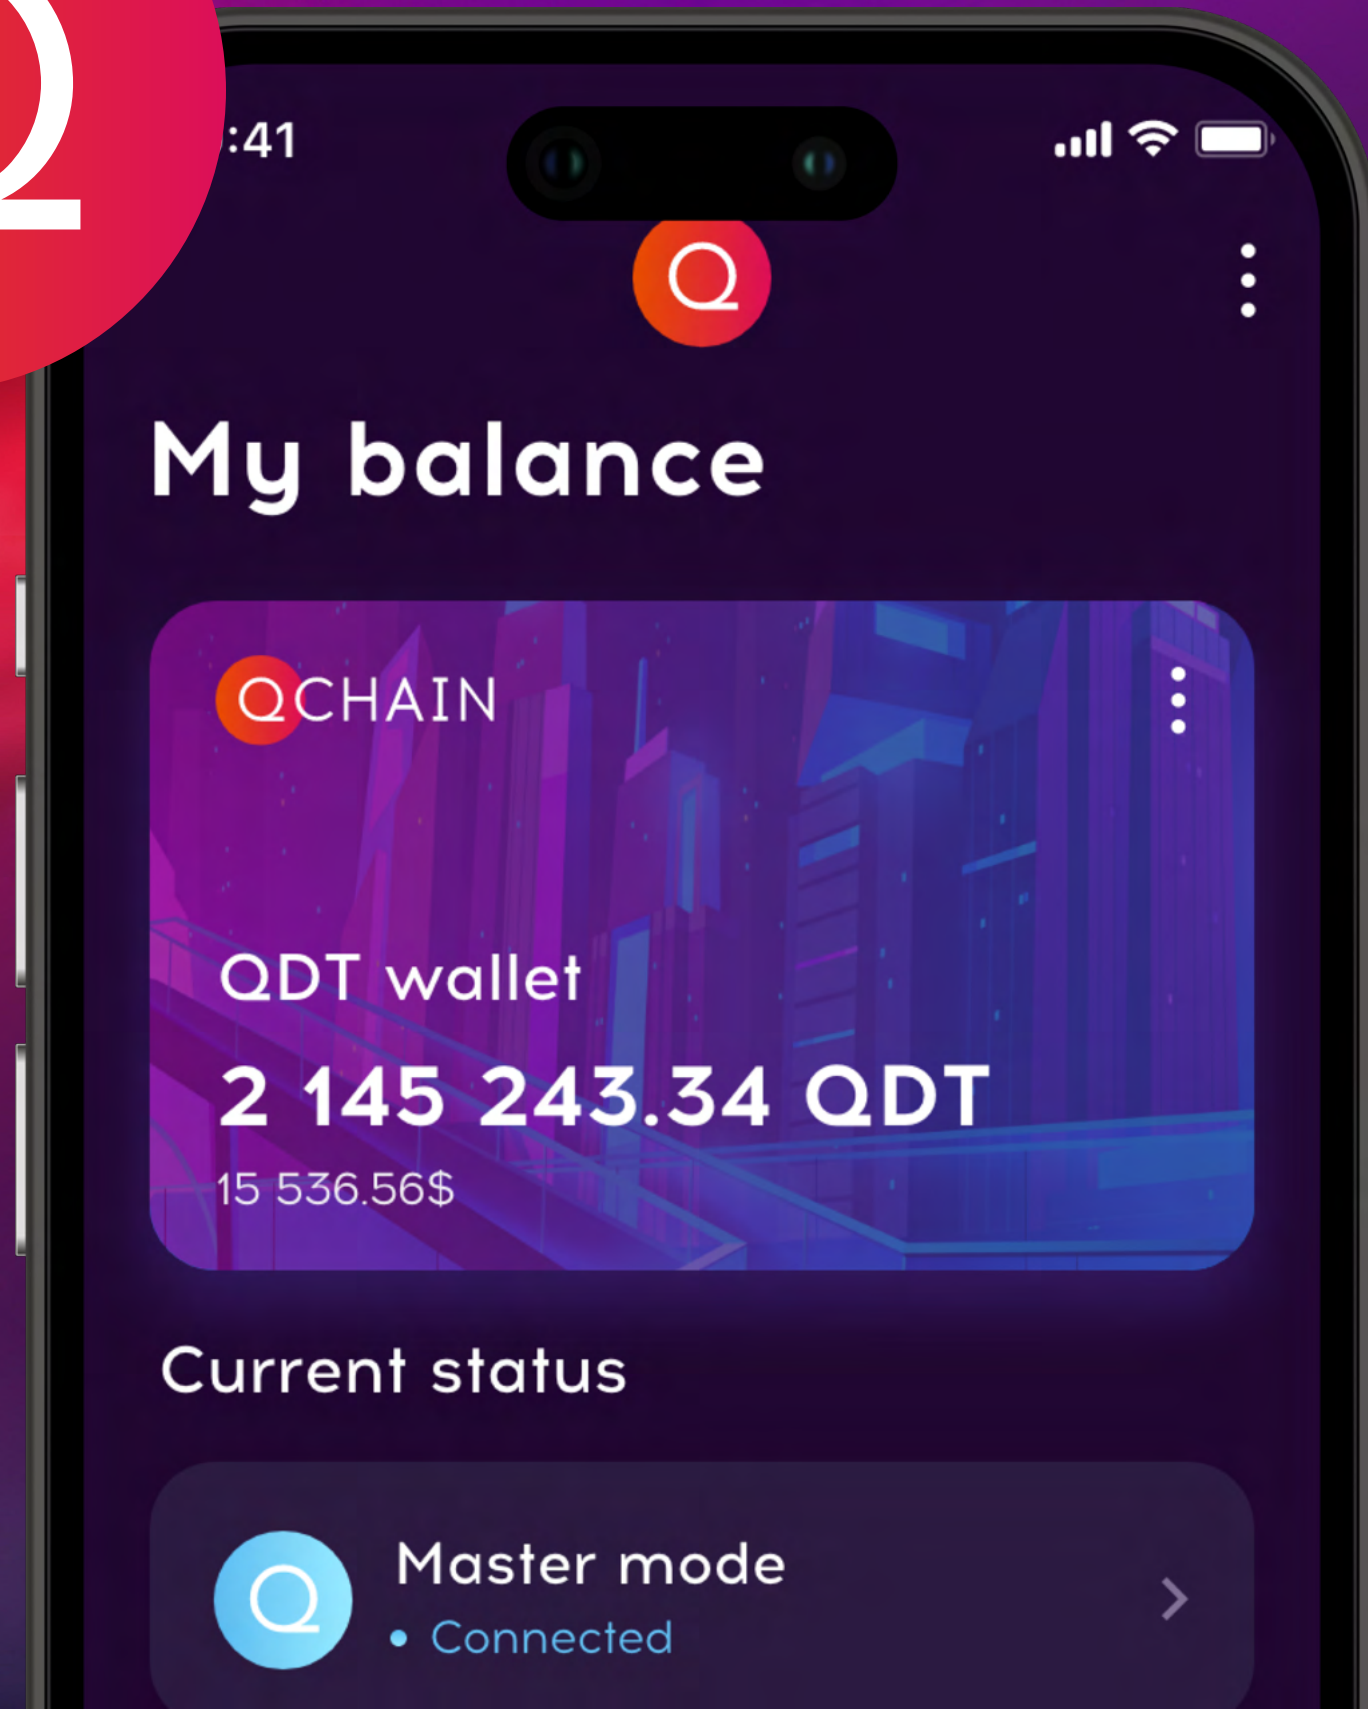 Q
:41
Q
My balance
QCHAIN
QDT wallet
2 145 243.34 QDT
15 536.56$
Current status
Q
Master mode
• Connected